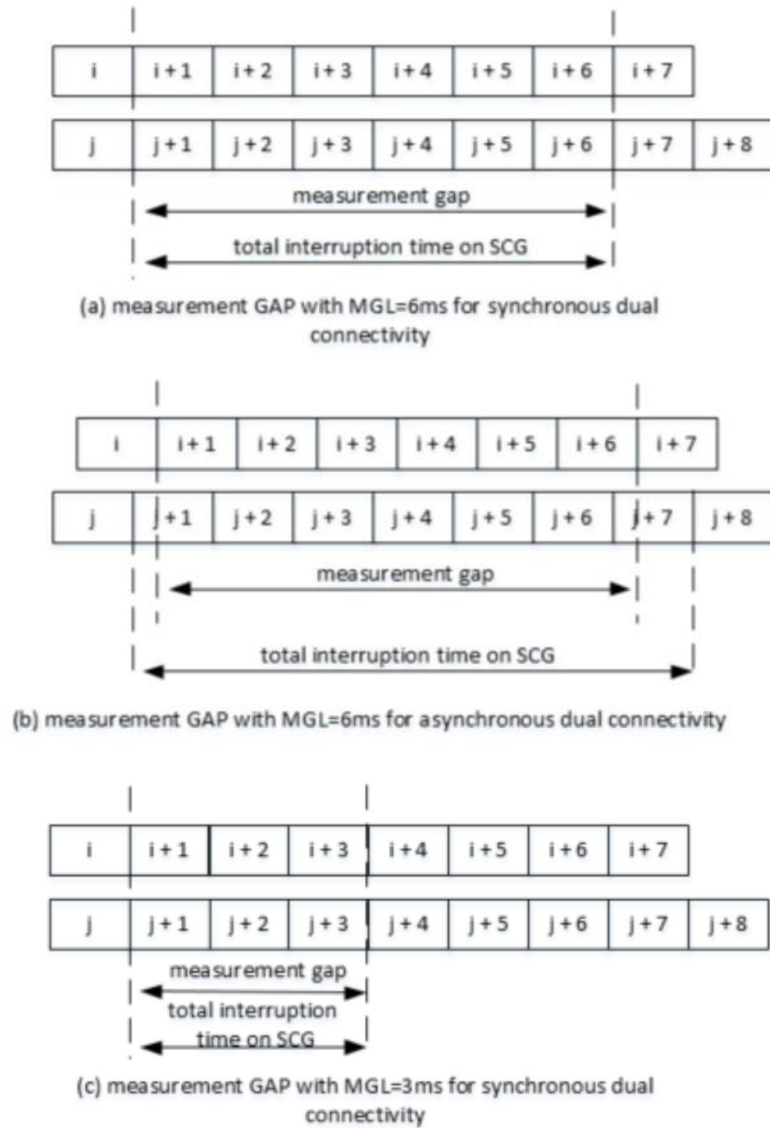 i i + 1 i + 2 i + 3 i + 4 i + 5 i + 6 i + 7
j j + 1 j + 2 j + 3 j + 4 j + 5 j + 6 j + 7 j + 8
measurement gap
total interruption time on SCG
(a) measurement GAP with MGL=6ms for synchronous dual
connectivity
i i + 1 i + 2 i + 3 i + 4 i + 5 i + 6 i + 7
j j + 1 j + 2 j + 3 j + 4 j + 5 j + 6 j + 7 j + 8
measurement gap
total interruption time on SCG
(b) measurement GAP with MGL=6ms for asynchronous dual connectivity
i i + 1 i + 2 i + 3 i + 4 i + 5 i + 6 i + 7
j j + 1 j + 2 j + 3 j + 4 j + 5 j + 6 j + 7 j + 8
measurement gap
total interruption
time on SCG
(c) measurement GAP with MGL=3ms for synchronous dual
connectivity